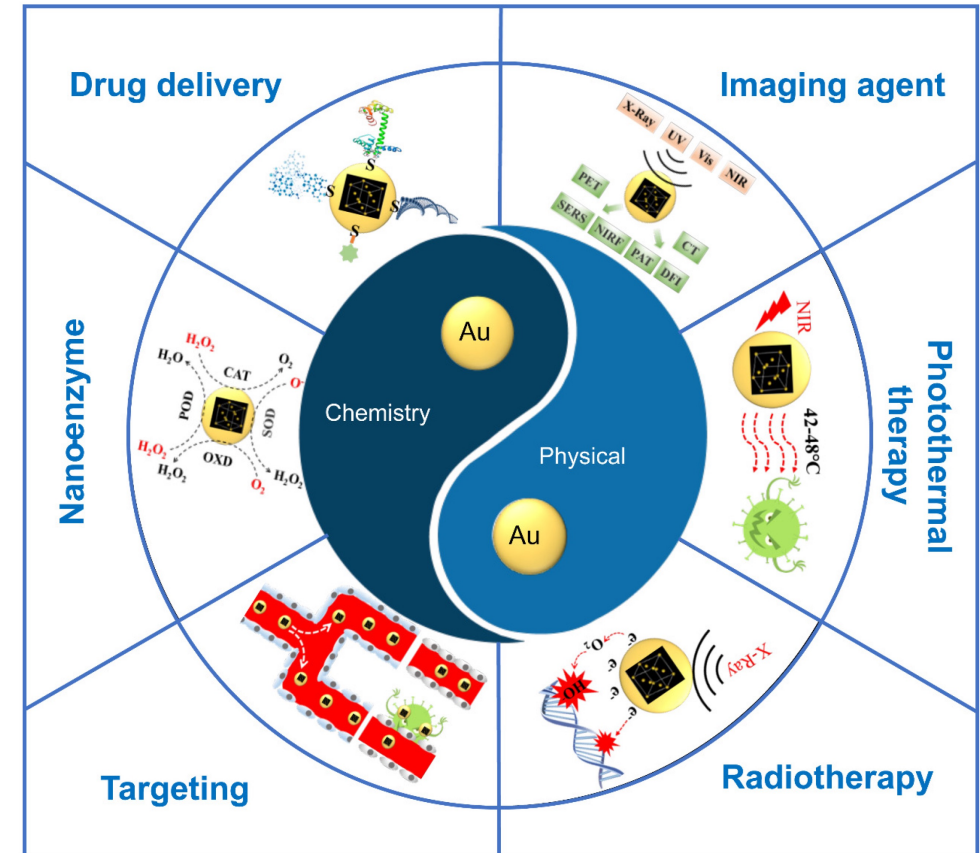 Drug delivery
Imaging agent
X-Ray
UV
Vis
NIR
PET
SERS
NIRF
PAT
DFI
CT
S
S
S
S
Au
Chemistry
Physical
Au
Nanoenzyme
H₂O₂
H₂O
CAT
O₂
O⁻
POD
SOD
OXD
H₂O₂
H₂O₂
O₂
H₂O₂
NIR
42-48°C
Photothermal
therapy
Targeting
O₂
e⁻
e⁻
e⁻
e⁻
OH
X-Ray
Radiotherapy